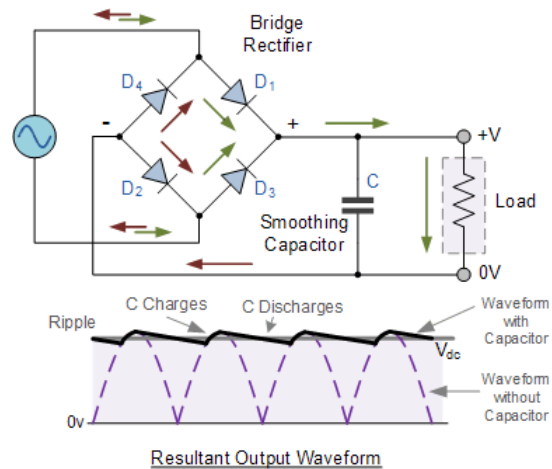 Bridge
Rectifier
D4
D1
-
+
+V
D2
D3
C
Smoothing
Capacitor
Load
0V
Ripple
C Charges
C Discharges
Waveform
with
Capacitor
Vdc
Waveform
without
Capacitor
0v
Resultant Output Waveform